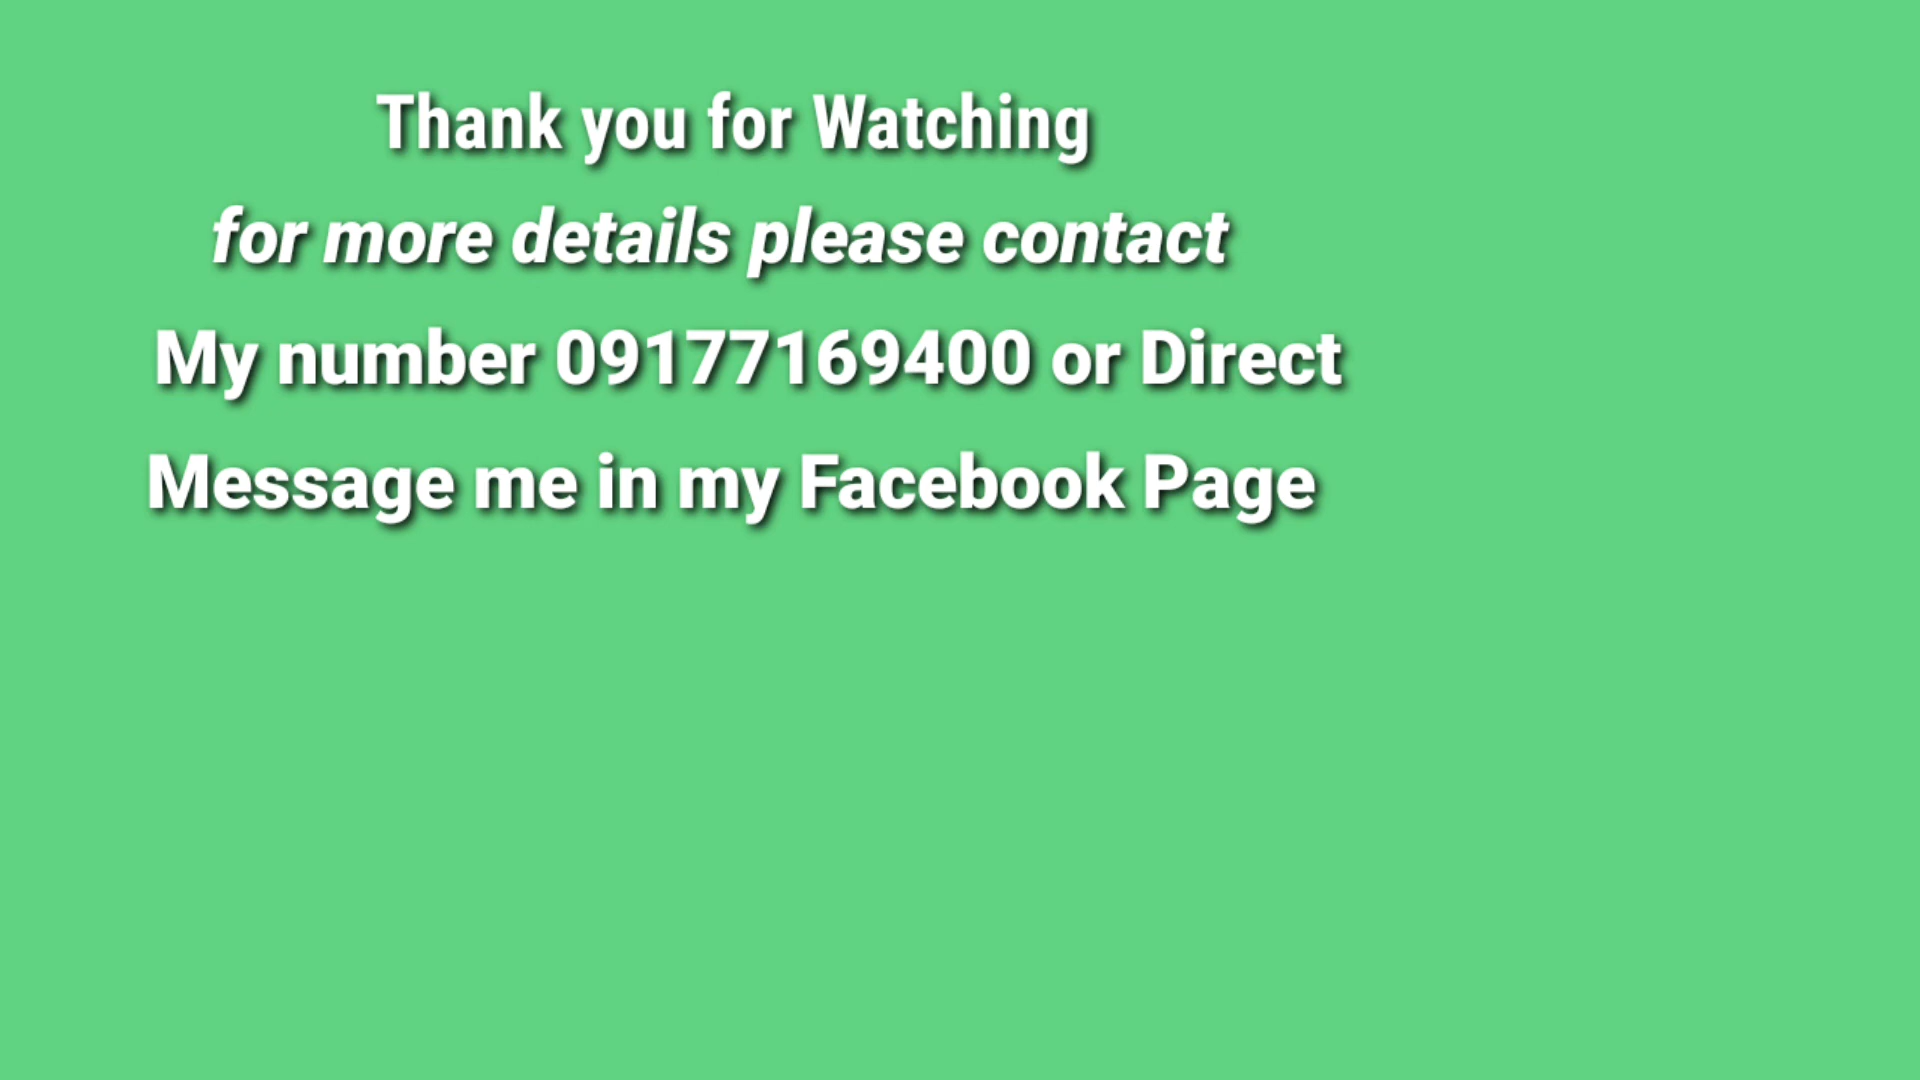 Thank you for Watching
for more details please contact
My number 09177169400 or Direct
Message me in my Facebook Page